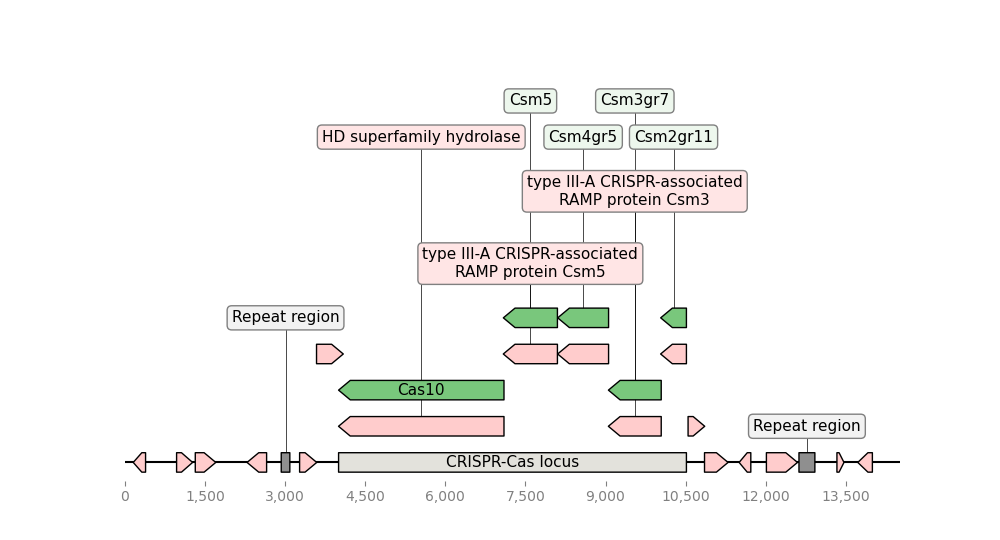 Csm5
Csm3gr7
HD superfamily hydrolase
Csm4gr5
Csm2gr11
type III-A CRISPR-associated
RAMP protein Csm3
type III-A CRISPR-associated
RAMP protein Csm5
Repeat region
Cas10
Repeat region
CRISPR-Cas locus
0
1,500
3,000
4,500
6,000
7,500
9,000
10,500
12,000
13,500